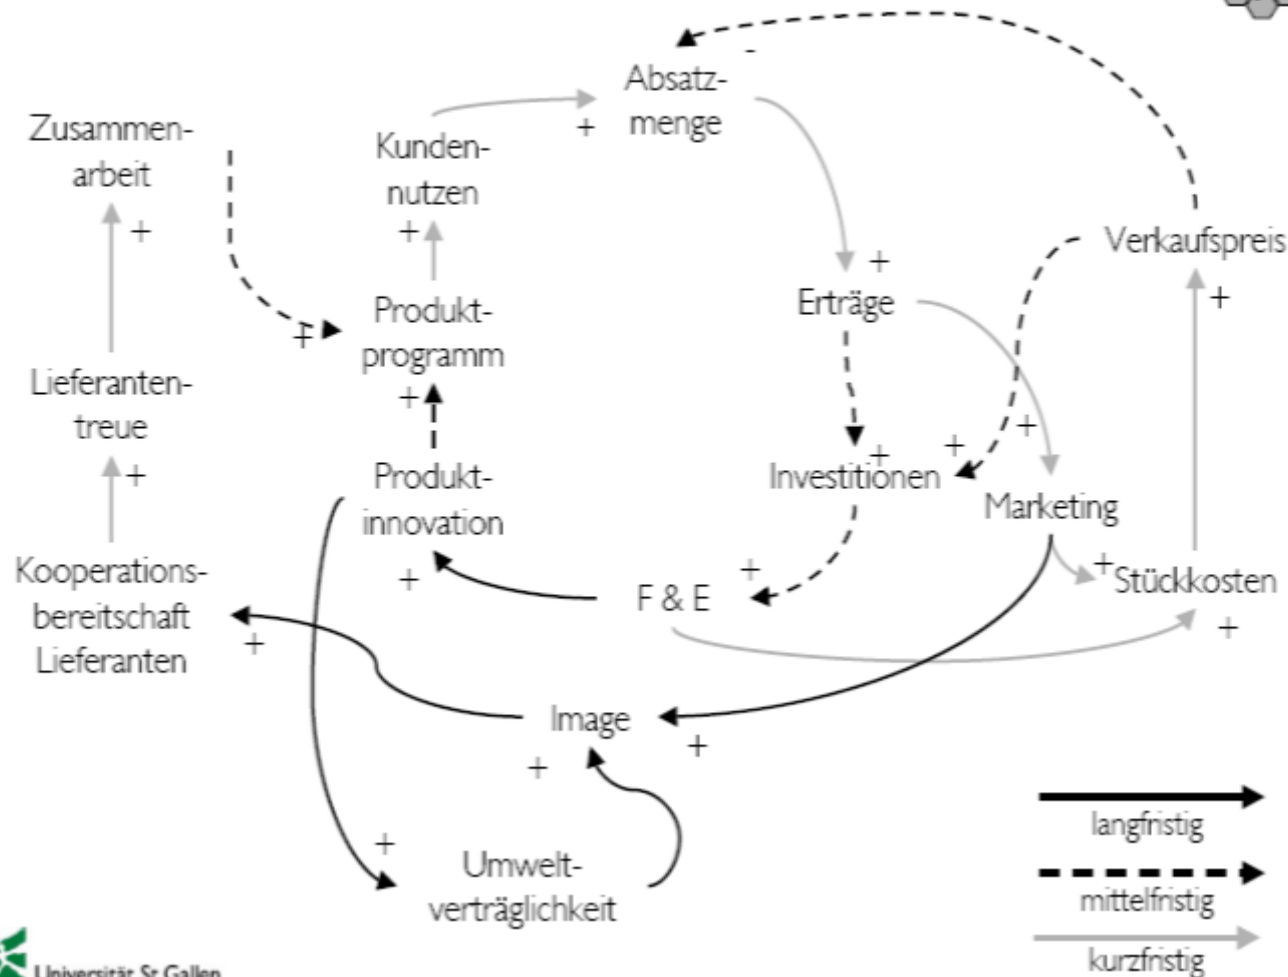 Absatz-
menge
-
+
Zusammen-
arbeit
+
Kunden-
nutzen
+
Verkaufspreis
+
Erträge
+
Produkt-
programm
+
+
Lieferanten-
treue
+
Produkt-
innovation
+
Investitionen
+
+
Marketing
+
Kooperations-
bereitschaft
Lieferanten
+
F & E
+
Stückkosten
+
+
Image
+
+
Umwelt-
verträglichkeit
+
langfristig
mittelfristig
kurzfristig
Universität St. Gallen